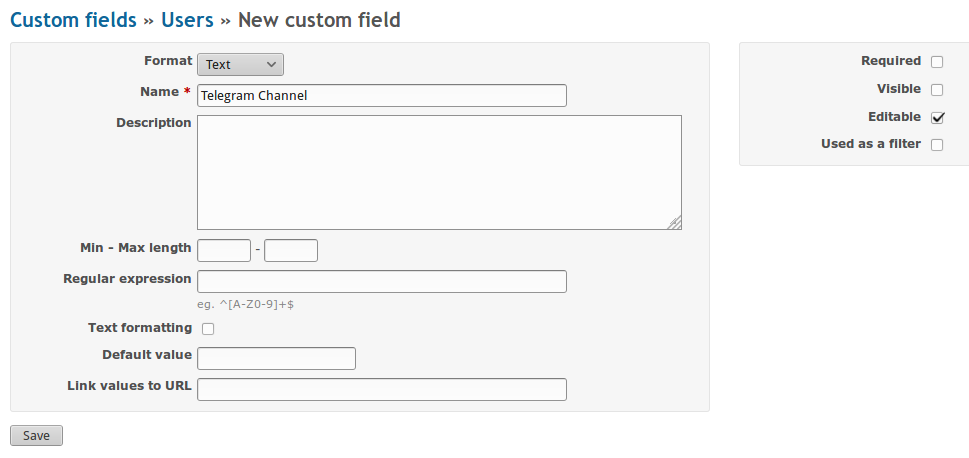 Custom fields » Users » New custom field
Format Text
Required
Name * Telegram Channel
Visible
Description
Editable
Used as a filter
Min - Max length -
Regular expression
eg. ^[A-Z0-9]+$
Text formatting
Default value
Link values to URL
Save